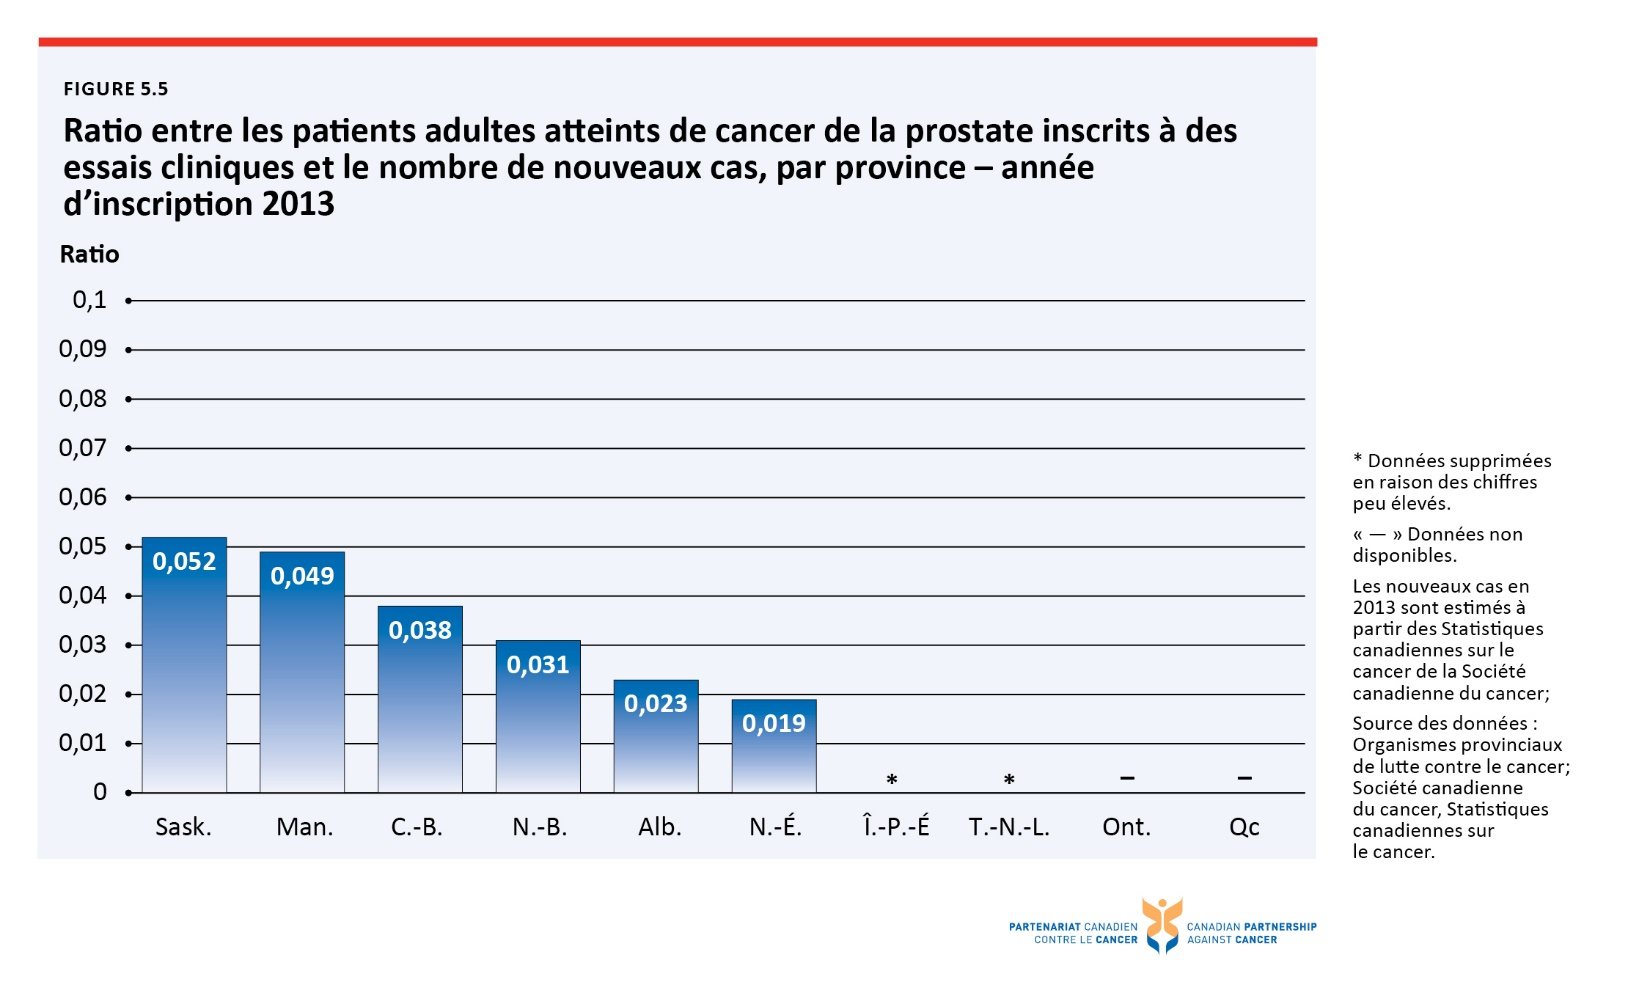 FIGURE 5.5
Ratio entre les patients adultes atteints de cancer de la prostate inscrits à des
essais cliniques et le nombre de nouveaux cas, par province – année
d’inscription 2013
Ratio
0,1
0,09
0,08
0,07
0,06
0,05
0,04
0,03
0,02
0,01
0
0,052
0,049
0,038
0,031
0,023
0,019
*
*
–
–
Sask.
Man.
C.-B.
N.-B.
Alb.
N.-É.
Î.-P.-É
T.-N.-L.
Ont.
Qc
* Données supprimées
en raison des chiffres
peu élevés.
« — » Données non
disponibles.
Les nouveaux cas en
2013 sont estimés à
partir des Statistiques
canadiennes sur le
cancer de la Société
canadienne du cancer;
Source des données :
Organismes provinciaux
de lutte contre le cancer;
Société canadienne
du cancer, Statistiques
canadiennes sur
le cancer.
PARTENARIAT CANADIEN
CONTRE LE CANCER
CANADIAN PARTNERSHIP
AGAINST CANCER